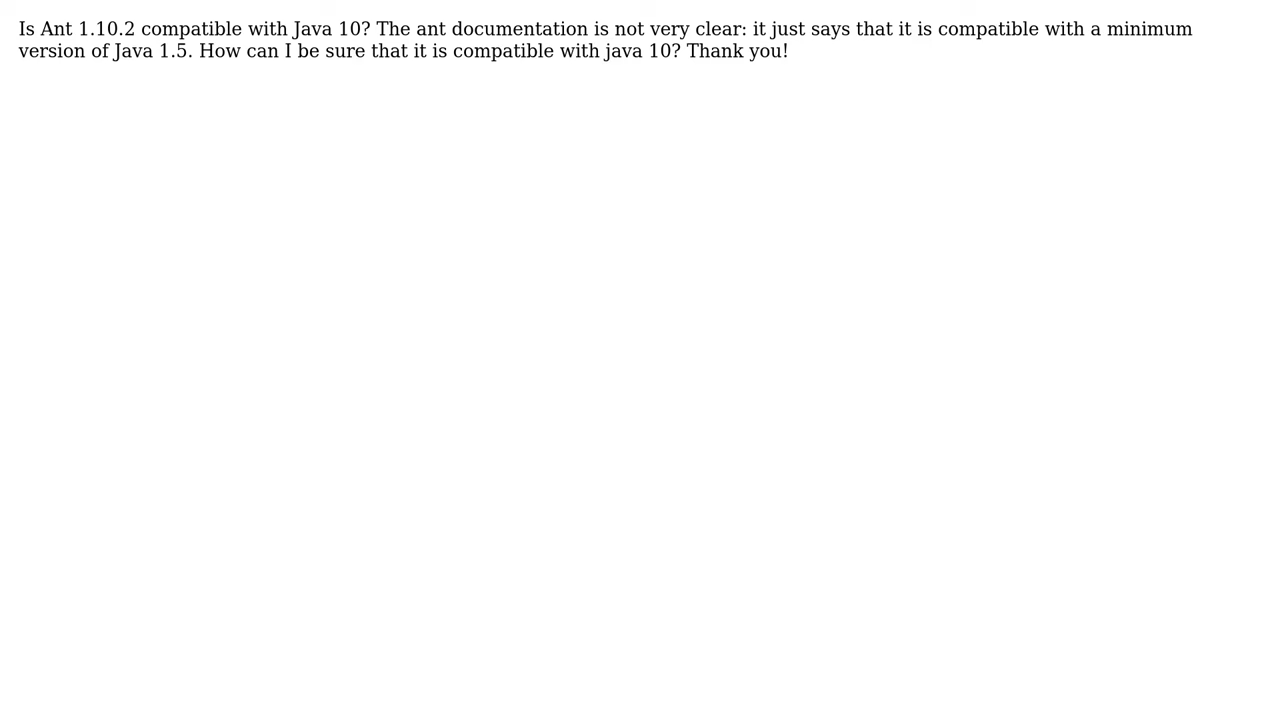 Is Ant 1.10.2 compatible with Java 10? The ant documentation is not very clear: it just says that it is compatible with a minimum
version of Java 1.5. How can I be sure that it is compatible with java 10? Thank you!